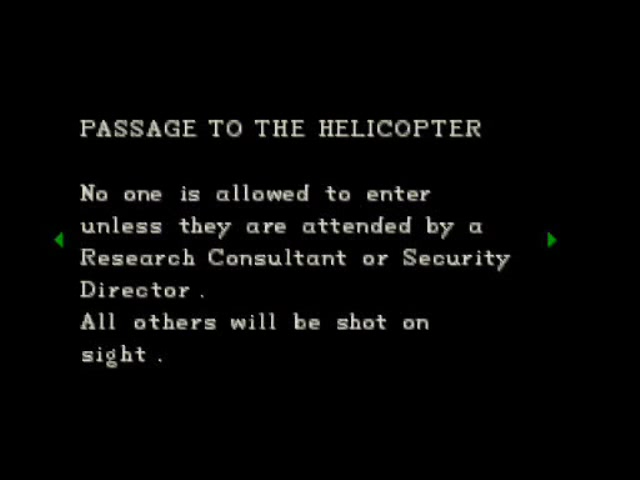 PASSAGE TO THE HELICOPTER
No one is allowed to enter
unless they are attended by a
Research Consultant or Security
Director.
All others will be shot on
sight.